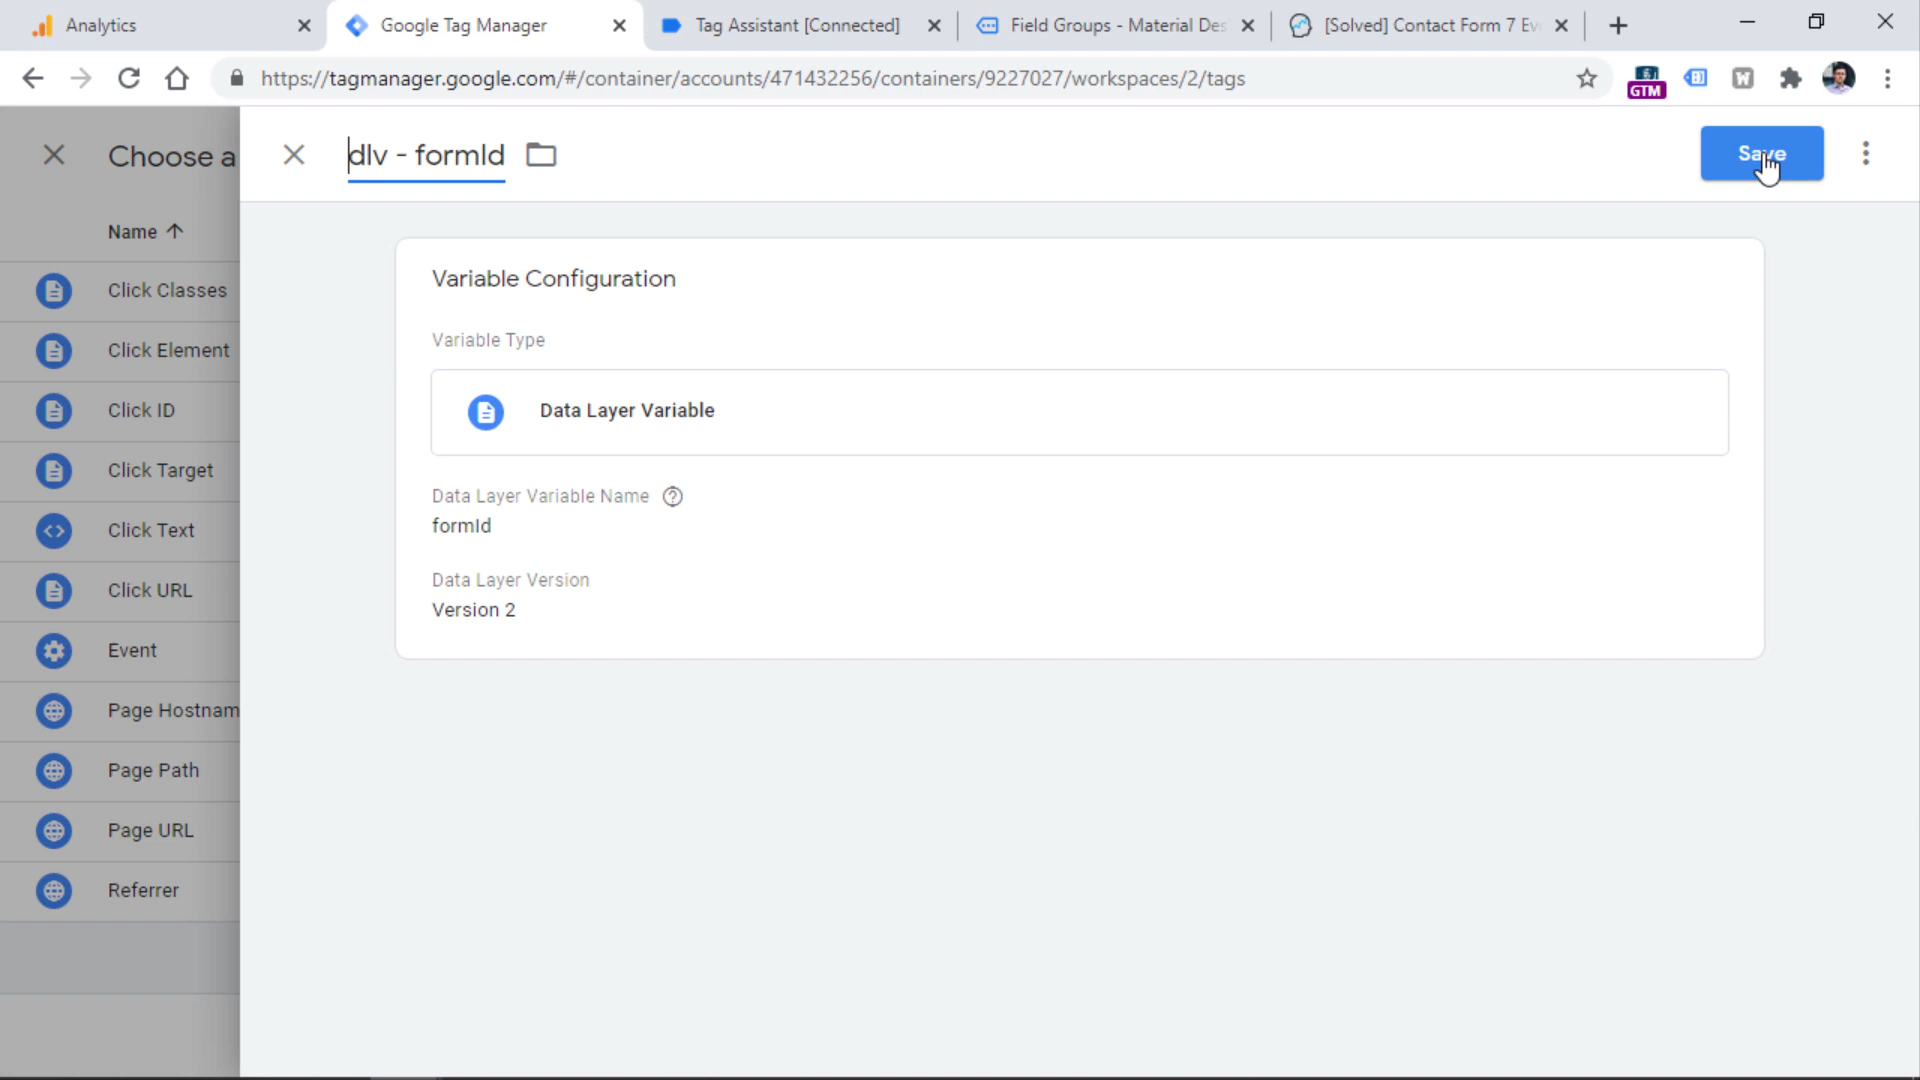 Analytics
Google Tag Manager
Tag Assistant [Connected]
Field Groups - Material Des
[Solved] Contact Form 7 Ev
https://tagmanager.google.com/#/container/accounts/471432256/containers/9227027/workspaces/2/tags
GTM
Choose a
dlv - formId
Save
Name
Click Classes
Click Element
Click ID
Click Target
Click Text
Click URL
Event
Page Hostnam
Page Path
Page URL
Referrer
Variable Configuration
Variable Type
Data Layer Variable
Data Layer Variable Name
formId
Data Layer Version
Version 2